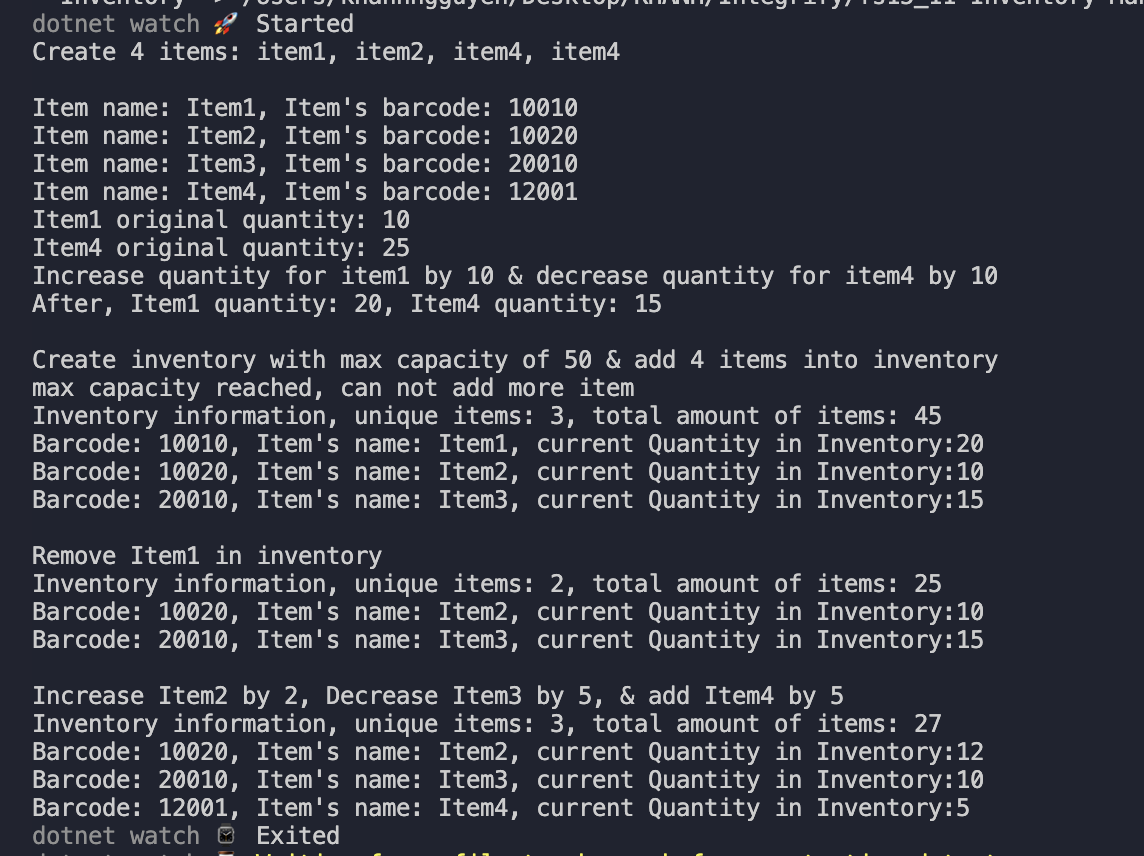 dotnet watch 🚀 Started
Create 4 items: item1, item2, item4, item4
Item name: Item1, Item's barcode: 10010
Item name: Item2, Item's barcode: 10020
Item name: Item3, Item's barcode: 20010
Item name: Item4, Item's barcode: 12001
Item1 original quantity: 10
Item4 original quantity: 25
Increase quantity for item1 by 10 & decrease quantity for item4 by 10
After, Item1 quantity: 20, Item4 quantity: 15
Create inventory with max capacity of 50 & add 4 items into inventory
max capacity reached, can not add more item
Inventory information, unique items: 3, total amount of items: 45
Barcode: 10010, Item's name: Item1, current Quantity in Inventory:20
Barcode: 10020, Item's name: Item2, current Quantity in Inventory:10
Barcode: 20010, Item's name: Item3, current Quantity in Inventory:15
Remove Item1 in inventory
Inventory information, unique items: 2, total amount of items: 25
Barcode: 10020, Item's name: Item2, current Quantity in Inventory:10
Barcode: 20010, Item's name: Item3, current Quantity in Inventory:15
Increase Item2 by 2, Decrease Item3 by 5, & add Item4 by 5
Inventory information, unique items: 3, total amount of items: 27
Barcode: 10020, Item's name: Item2, current Quantity in Inventory:12
Barcode: 20010, Item's name: Item3, current Quantity in Inventory:10
Barcode: 12001, Item's name: Item4, current Quantity in Inventory:5
dotnet watch ⌚ Exited